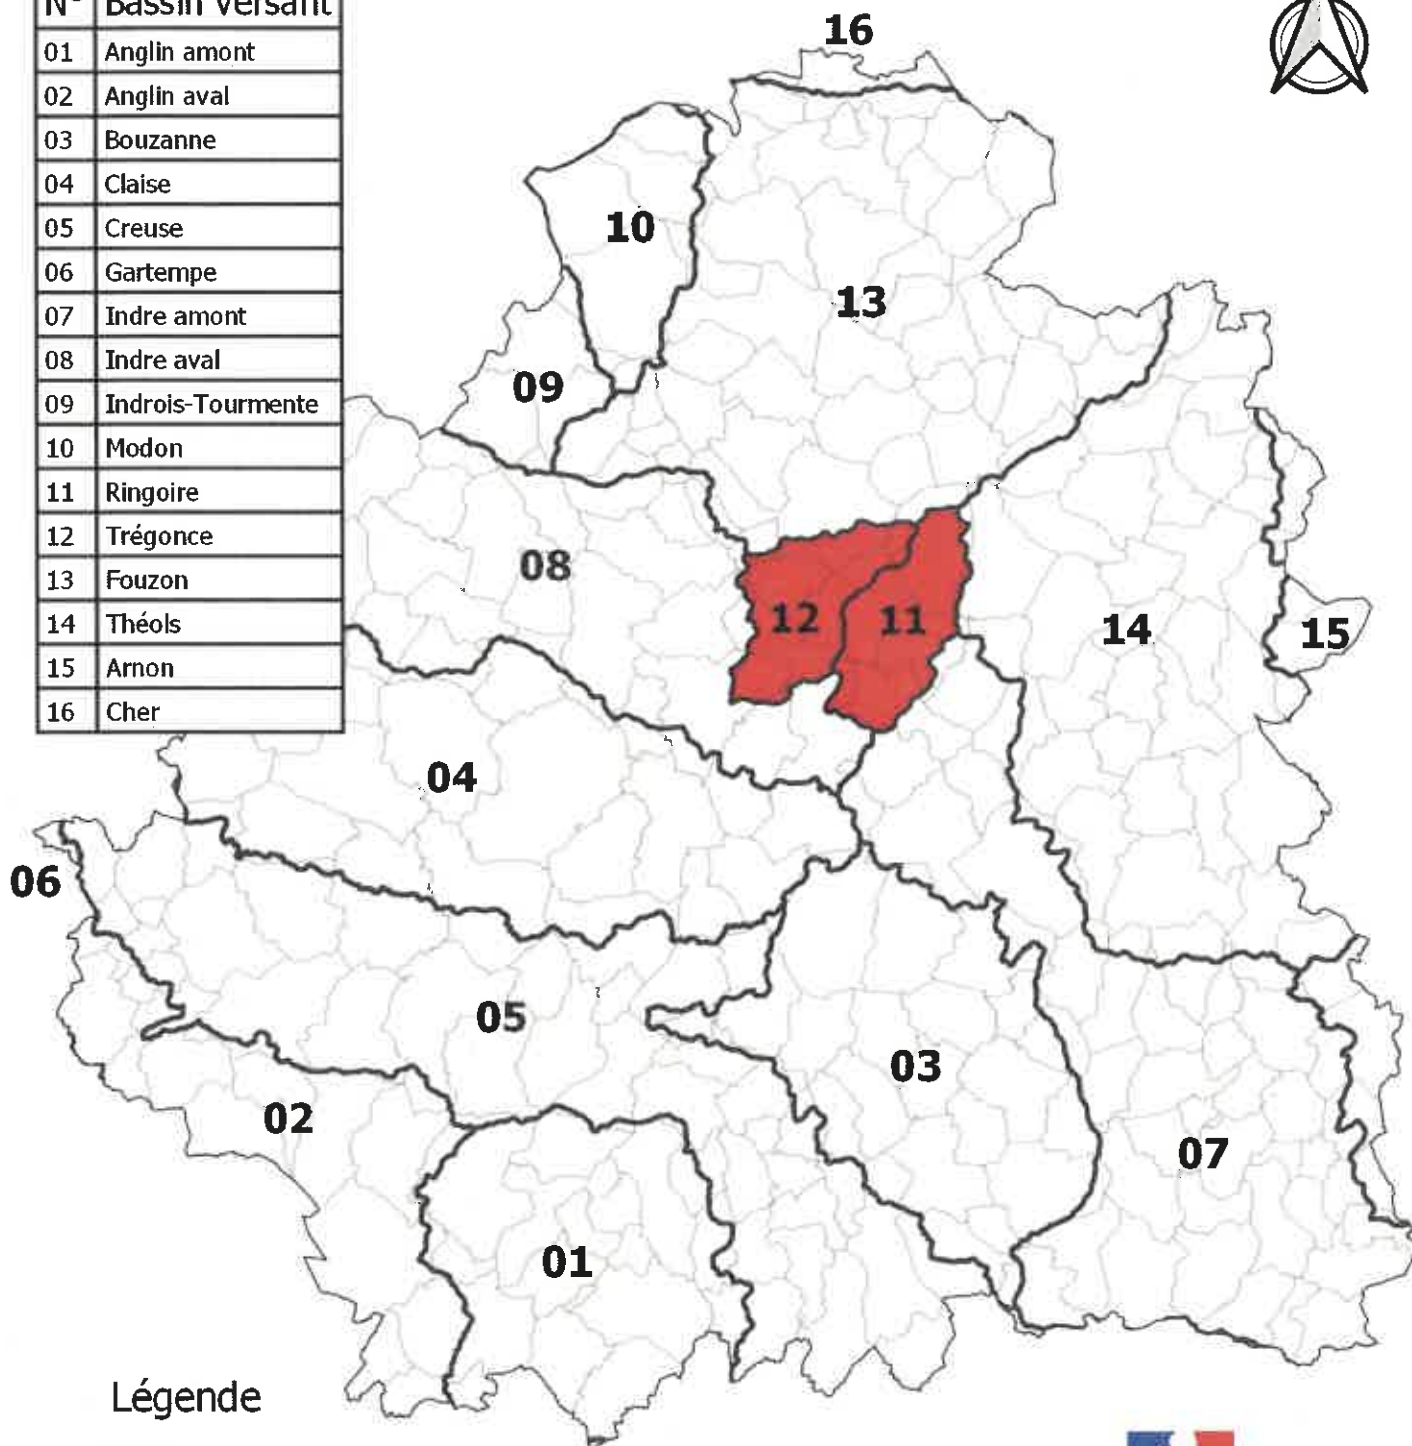 N° Bassin versant
01 Anglin amont
02 Anglin aval
03 Bouzanne
04 Claise
05 Creuse
06 Gartempe
07 Indre amont
08 Indre aval
09 Indrois-Tourmente
10 Modon
11 Ringoire
12 Trégonce
13 Fouzon
14 Théols
15 Arnon
16 Cher
16
10
13
09
08
12
11
14
15
04
06
05
03
02
07
01
Légende